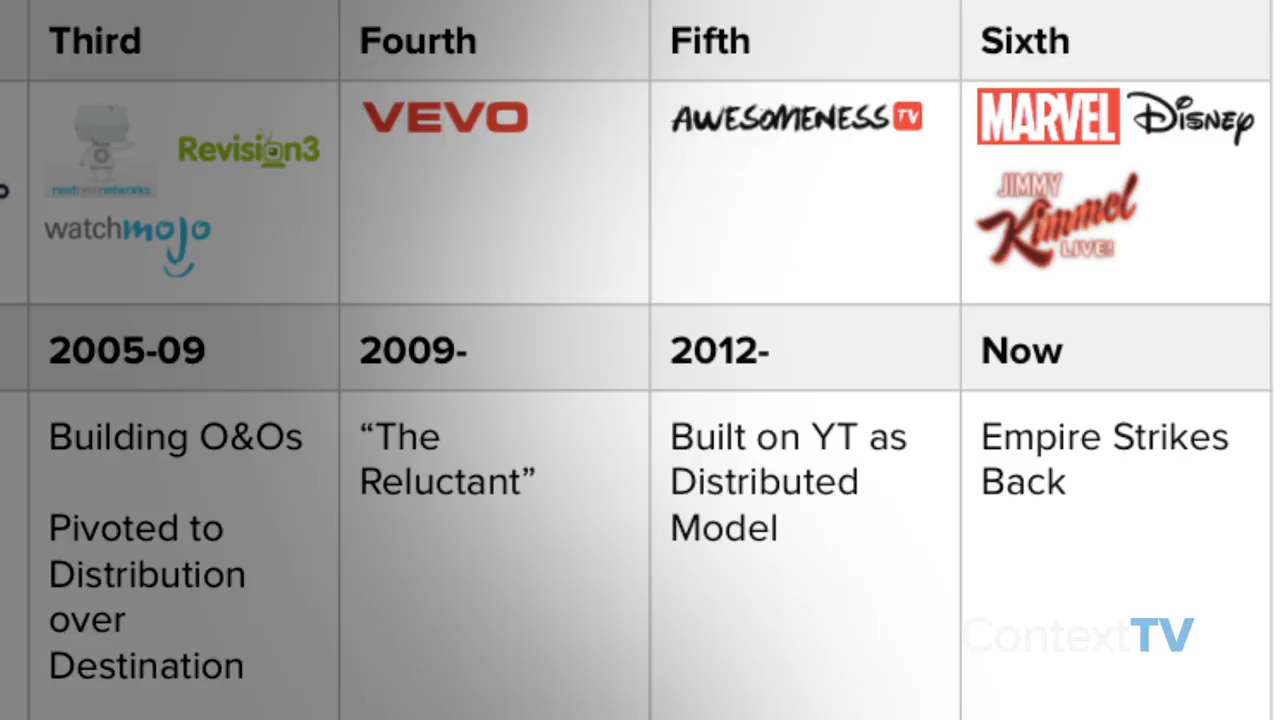 Third
Fourth
Fifth
Sixth
nextnewnetworks
Revision3
watchmojo
VEVO
AWESOMENESS TV
MARVEL
Disney
JIMMY
Kimmel
LIVE!
2005-09
2009-
2012-
Now
Building O&Os
Pivoted to
Distribution
over
Destination
“The
Reluctant”
Built on YT as
Distributed
Model
Empire Strikes
Back
ContextTV